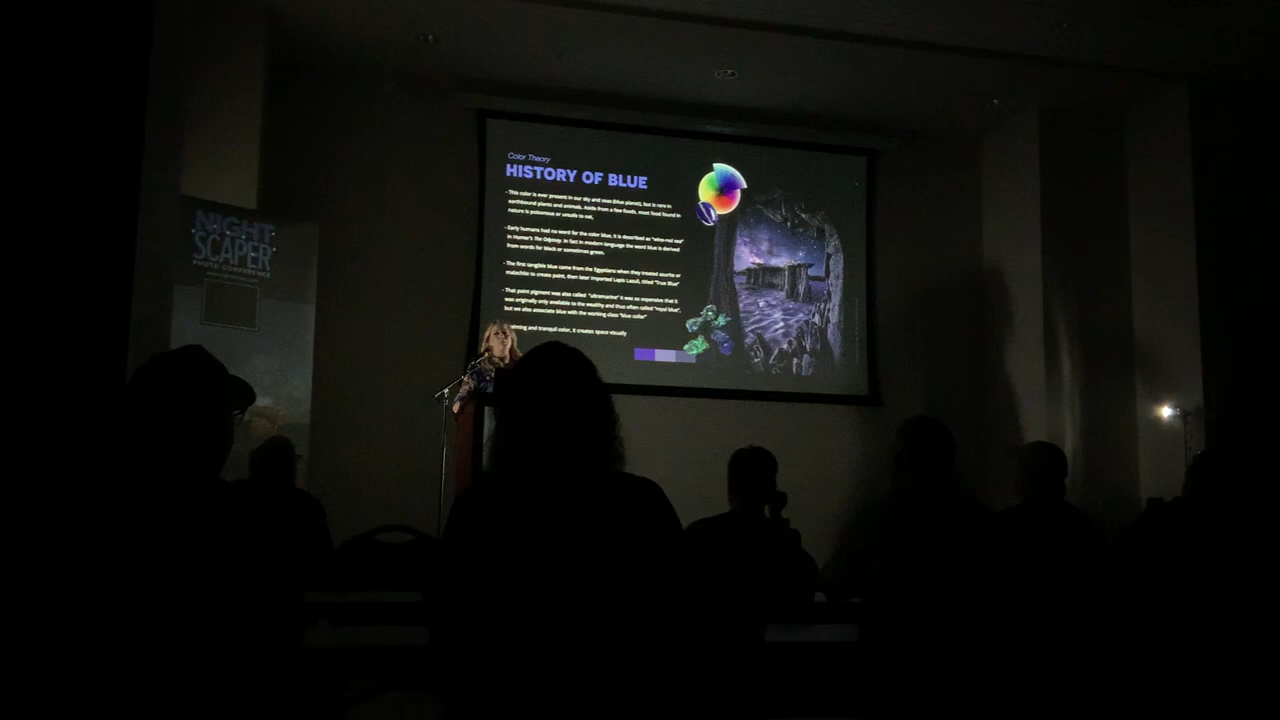 NIGHT
SCAPER
PHOTO CONFERENCE
Color Theory
HISTORY OF BLUE
- This color is ever present in our sky and seas (blue planet), but is rare in
earthbound plants and animals. Aside from a few foods, most food found in
nature is poisonous or unsafe to eat,
- Early humans had no word for the color blue, it is described as "wine-red sea"
in Homer's The Odyssey. In fact in modern language the word blue is derived
from words for black or sometimes green.
- The first tangible blue came from the Egyptians when they treated azurite or
malachite to create paint, then later imported Lapis Lazuli, titled "True Blue"
- That paint pigment was also called "ultramarine" it was so expensive that it
was originally only available to the wealthy and thus often called "royal blue",
but we also associate blue with the working class "blue collar"
and tranquil color, it creates space visually